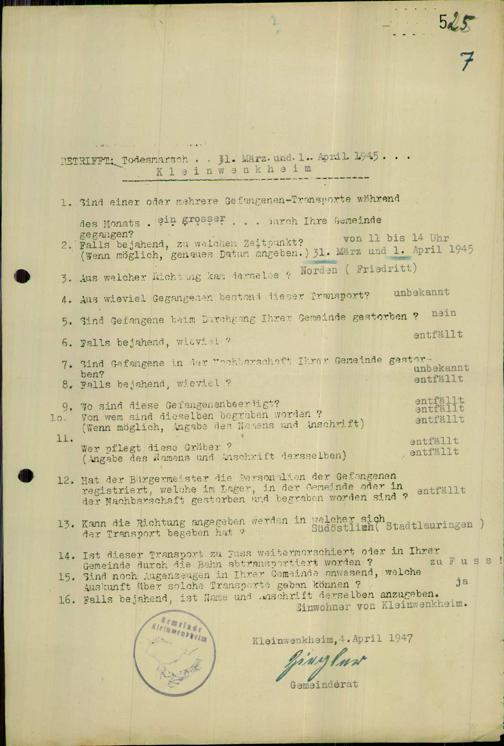 525
7
BETRIFFT: Todesmarsch . . 31. März. und. 1.. April 1945. . .
Kleinwenkheim
1. Sind einer oder mehrere Gefangenen-Transporte während
des Monats . ein grosser . . . durch Ihre Gemeinde
gegangen?
2. Falls bejahend, zu welchem Zeitpunkt? von 11 bis 14 Uhr
(Wenn möglich, genaues Datum angeben.) 31. März und 1. April 1945
3. Aus welcher Richtung kam derselbe ? Norden ( Friedritt)
4. Aus wieviel Gegangenen bestand dieser Transport? unbekannt
5. Sind Gefangene beim Durchgang Ihrer Gemeinde gestorben ? nein
6. Falls bejahend, wieviel ? entfällt
7. Sind Gefangene in der Nachbarschaft Ihrer Gemeinde gestor-
ben? unbekannt
8. Falls bejahend, wieviel ? entfällt
9. Wo sind diese Gefangenenbeerdigt? entfällt
10. Von wem sind dieselben begraben worden ? entfällt
(Wenn möglich, Angabe des Namens und Anschrift) entfällt
11.
Wer pflegt diese Gräber ? entfällt
(Angabe des Namens und Anschrift derselben) entfällt
12. Hat der Bürgermeister die Personalien der Gefangenen
registriert, welche im Lager, in der Gemeinde oder in
der Nachbarschaft gestorben und begraben worden sind ? entfällt
13. Kann die Richtung angegeben werden in welcher sich
der Transport begeben hat ? Südöstlich( Stadtlauringen )
14. Ist dieser Transport zu Fuss weitermarschiert oder in Ihrer
Gemeinde durch die Bahn abtransportiert worden ? zu Fuss!
15. Sind noch Augenzeugen in Ihrer Gemeinde anwesend, welche
Auskunft über solche Transporte geben können ? ja
16. Falls bejahend, ist Name und Anschrift derselben anzugeben.
Einwohner von Kleinwenkheim.
Gemeinde
Kleinwenkheim
Kleinwenkheim,4. April 1947
Ziegler
Gemeinderat